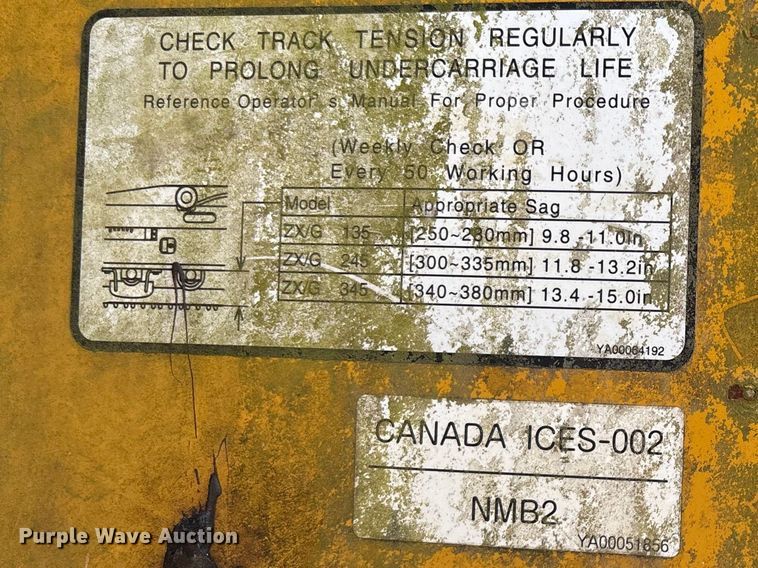 CHECK TRACK TENSION REGULARLY
TO PROLONG UNDERCARRIAGE LIFE
Reference Operator's Manual For Proper Procedure
(Weekly Check OR
Every 50 Working Hours)
Model Appropriate Sag
ZX/G 135 [250~280mm] 9.8 -11.0in
ZX/G 245 [300~335mm] 11.8 -13.2in
ZX/G 345 [340~380mm] 13.4 -15.0in
YA00064192
CANADA ICES-002
NMB2
YA00051856
Purple Wave Auction